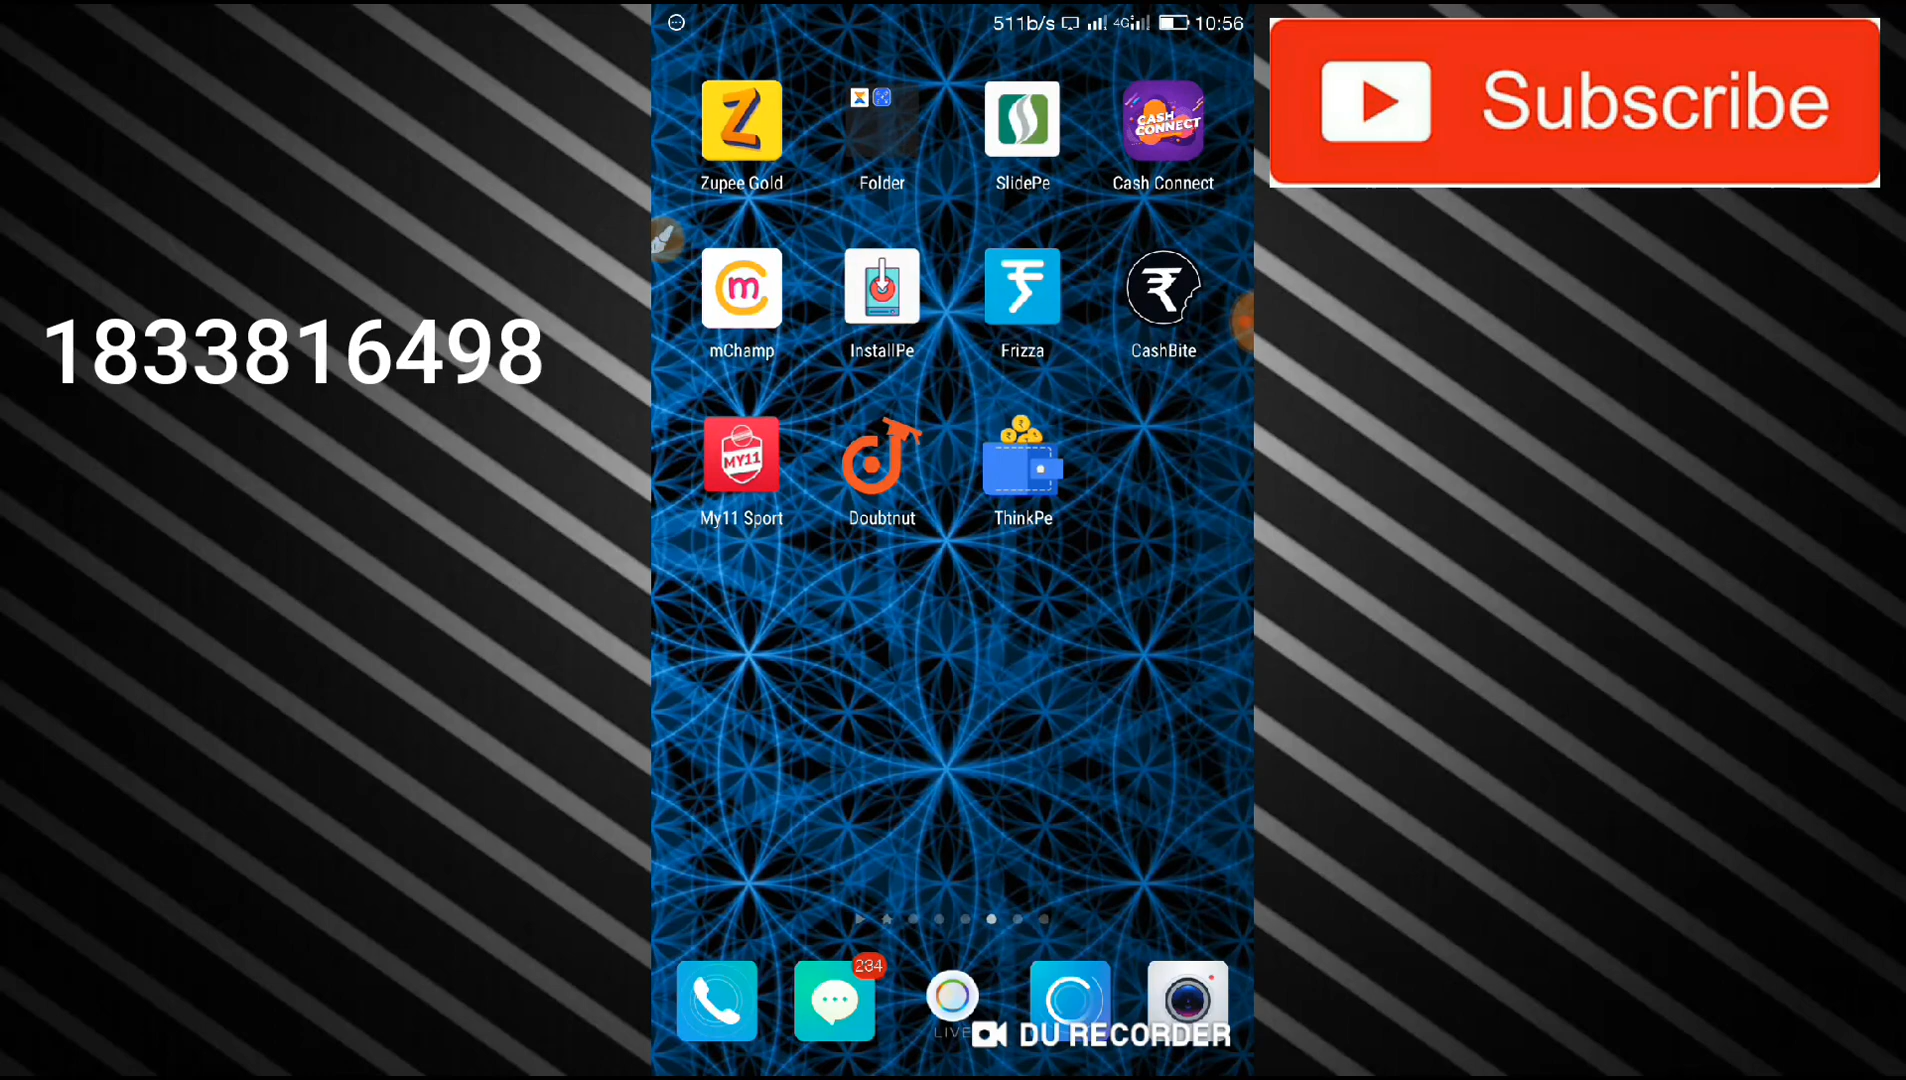 511b/s 4G 10:56
Subscribe
Z
CASH CONNECT
Zupee Gold Folder SlidePe Cash Connect
1833816498
m
mChamp InstallPe Frizza CashBite
MY11
My11 Sport Doubtnut ThinkPe
234
LIVE
DU RECORDER